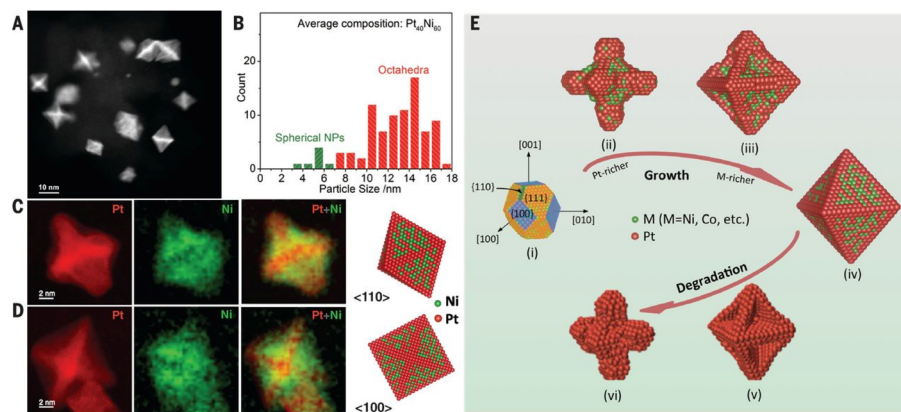 A
10 nm
B
Average composition: Pt40Ni60
Octahedra
Spherical NPs
Count
20
10
0
0 2 4 6 8 10 12 14 16 18
Particle Size /nm
C
Pt
Ni
Pt+Ni
2 nm
<110>
Ni
Pt
D
Pt
Ni
Pt+Ni
2 nm
<100>
E
(ii)
(iii)
[001]
Pt-richer
Growth
M-richer
{110}
{111}
{100}
[010]
[100]
(i)
M (M=Ni, Co, etc.)
Pt
(iv)
Degradation
(vi)
(v)